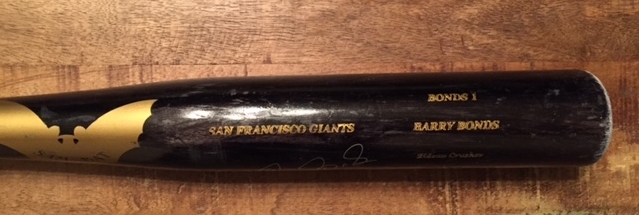 BONDS 1
SAN FRANCISCO GIANTS
BARRY BONDS